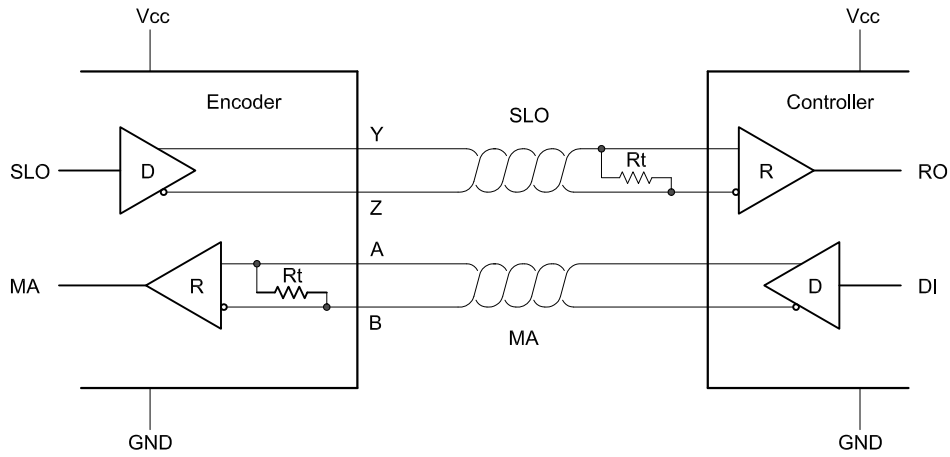 Vcc
Vcc
Encoder
Controller
SLO
Y
SLO
D
Rt
R
RO
Z
A
MA
R
Rt
D
DI
B
MA
GND
GND